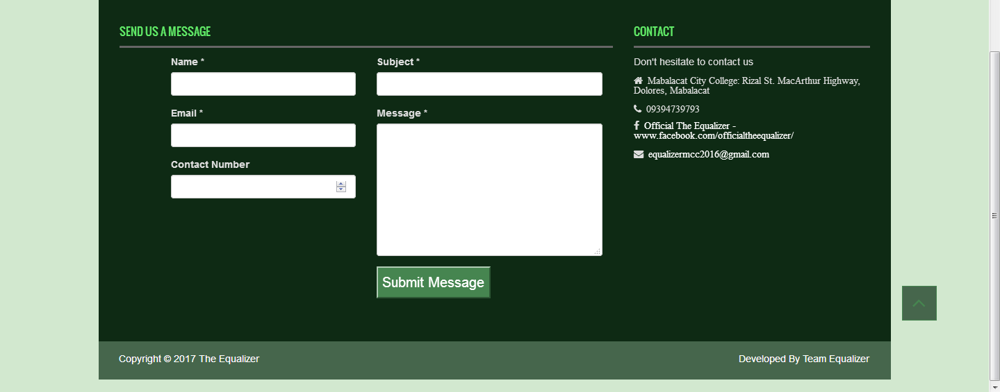 SEND US A MESSAGE
Name *
Subject *
Email *
Message *
Contact Number
Submit Message
CONTACT
Don't hesitate to contact us
Mabalacat City College: Rizal St. MacArthur Highway,
Dolores, Mabalacat
09394739793
Official The Equalizer -
www.facebook.com/officialtheequalizer/
equalizermcc2016@gmail.com
Copyright © 2017 The Equalizer
Developed By Team Equalizer